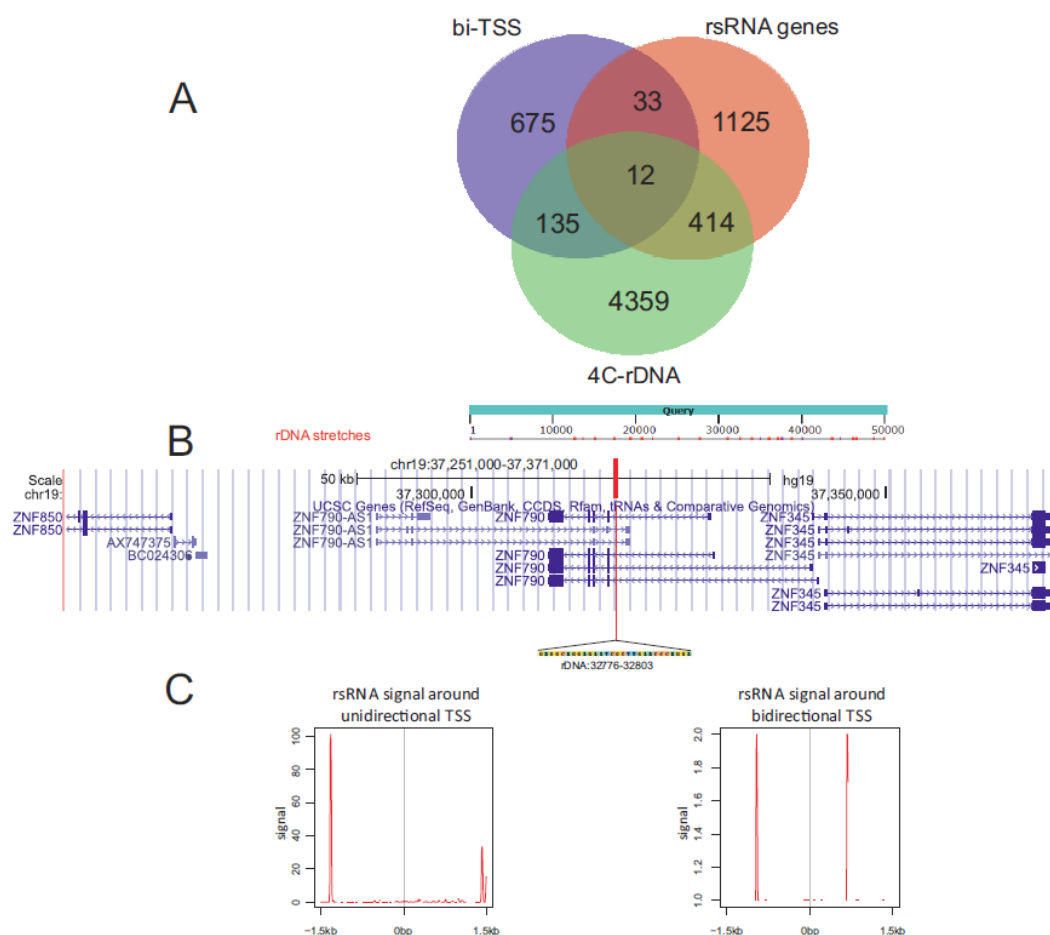 A
bi-TSS
rsRNA genes
675
33
1125
12
135
414
4359
4C-rDNA
B
Query
rDNA stretches
1 10000 20000 30000 40000 50000
chr19:37,251,000-37,371,000
Scale 50 kb hg19
chr19: 37,300,000 37,350,000
UCSC Genes (RefSeq, GenBank, CCDS, Rfam, tRNAs & Comparative Genomics)
ZNF850 ZNF790-AS1 ZNF790 ZNF345
ZNF850 ZNF790-AS1 ZNF345
AX747375 ZNF790-AS1 ZNF345
BC024306 ZNF790 ZNF345
ZNF790 ZNF345
ZNF790
ZNF345
ZNF345
rDNA:32776-32803
C
rsRNA signal around
unidirectional TSS
signal
100
80
60
40
20
0
−1.5kb 0bp 1.5kb
rsRNA signal around
bidirectional TSS
signal
2.0
1.8
1.6
1.4
1.2
1.0
−1.5kb 0bp 1.5kb